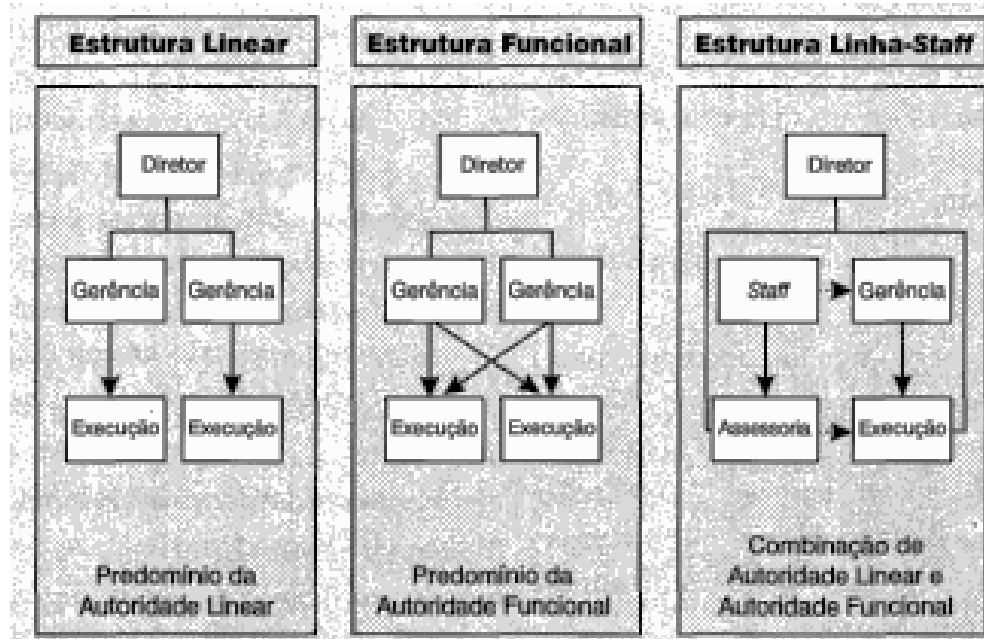 Estrutura Linear
Diretor
Gerência Gerência
Execução Execução
Predomínio da
Autoridade Linear
Estrutura Funcional
Diretor
Gerência Gerência
Execução Execução
Predomínio da
Autoridade Funcional
Estrutura Linha-Staff
Diretor
Staff Gerência
Assessoria Execução
Combinação de
Autoridade Linear e
Autoridade Funcional